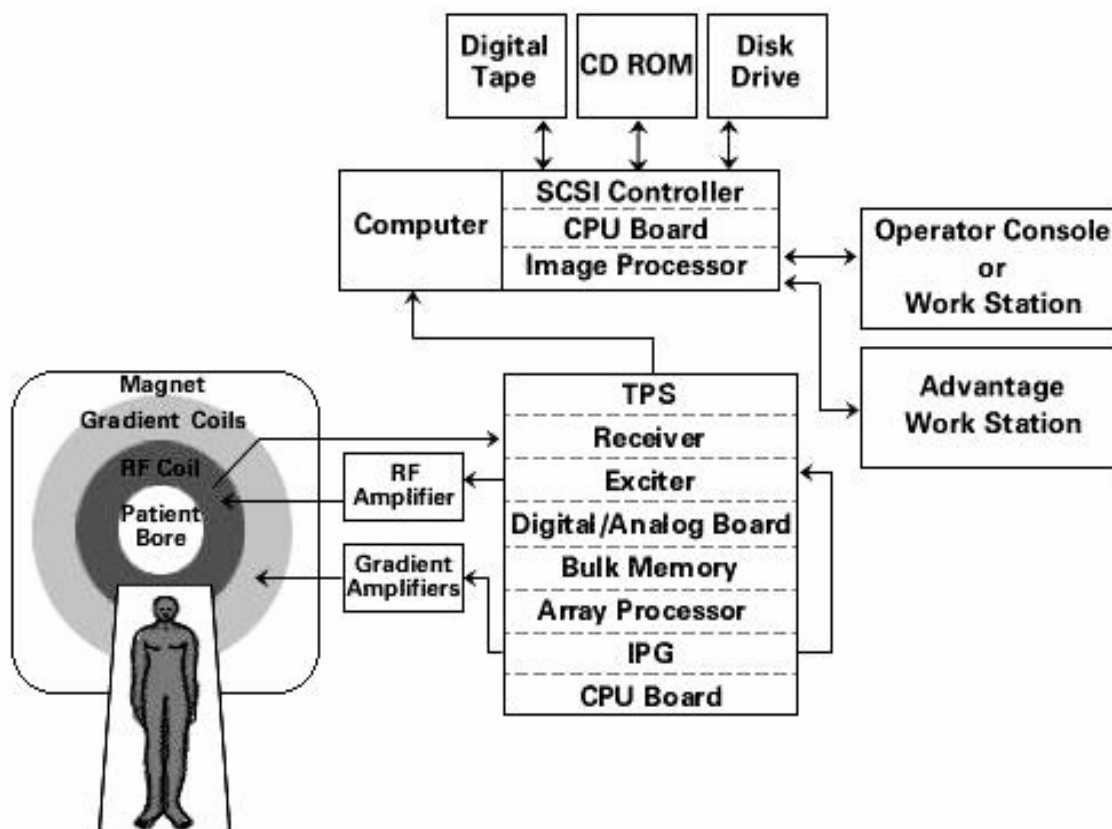 Digital
Tape
CD ROM
Disk
Drive
Computer
SCSI Controller
CPU Board
Image Processor
Operator Console
or
Work Station
Advantage
Work Station
Magnet
Gradient Coils
RF Coil
Patient
Bore
RF
Amplifier
Gradient
Amplifiers
TPS
Receiver
Exciter
Digital/Analog Board
Bulk Memory
Array Processor
IPG
CPU Board